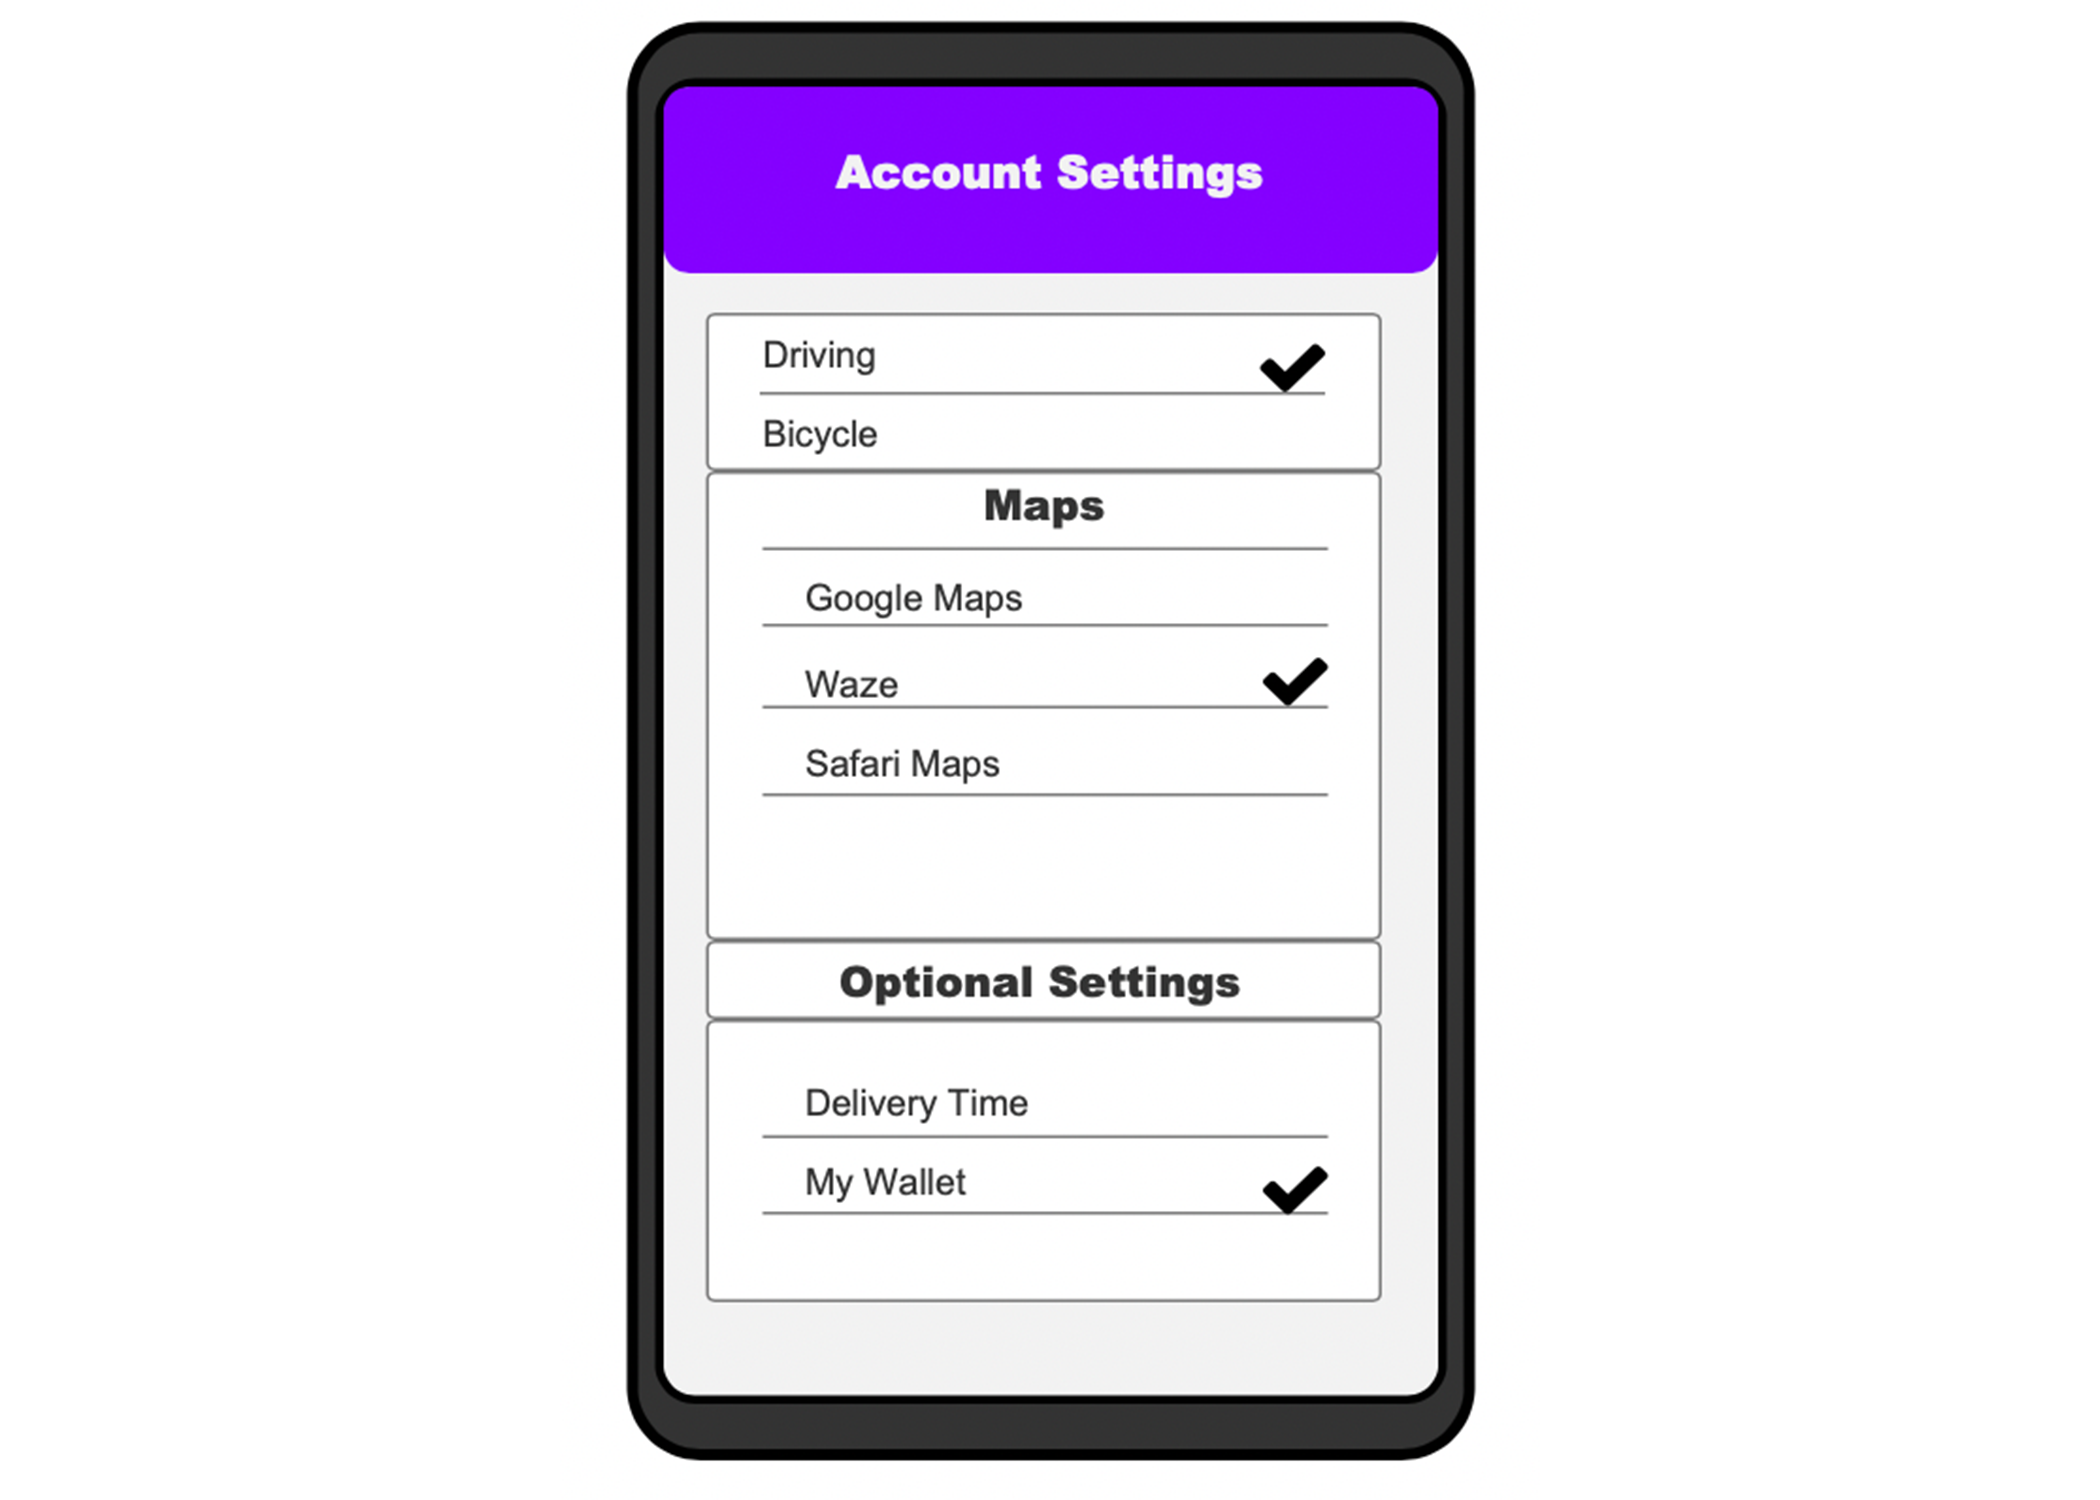 Account Settings
Driving
Bicycle
Maps
Google Maps
Waze
Safari Maps
Optional Settings
Delivery Time
My Wallet